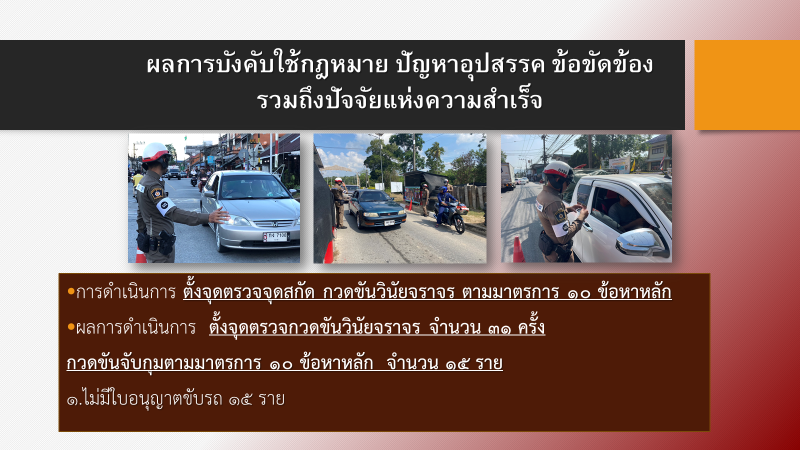 ผลการบังคับใช้กฎหมาย ปัญหาอุปสรรค ข้อขัดข้อง
รวมถึงปัจจัยแห่งความสำเร็จ
•การดำเนินการ ตั้งจุดตรวจจุดสกัด กวดขันวินัยจราจร ตามมาตรการ ๑๐ ข้อหาหลัก
•ผลการดำเนินการ ตั้งจุดตรวจกวดขันวินัยจราจร จำนวน ๓๑ ครั้ง
กวดขันจับกุมตามมาตรการ ๑๐ ข้อหาหลัก จำนวน ๑๕ ราย
๑.ไม่มีใบอนุญาตขับรถ ๑๕ ราย